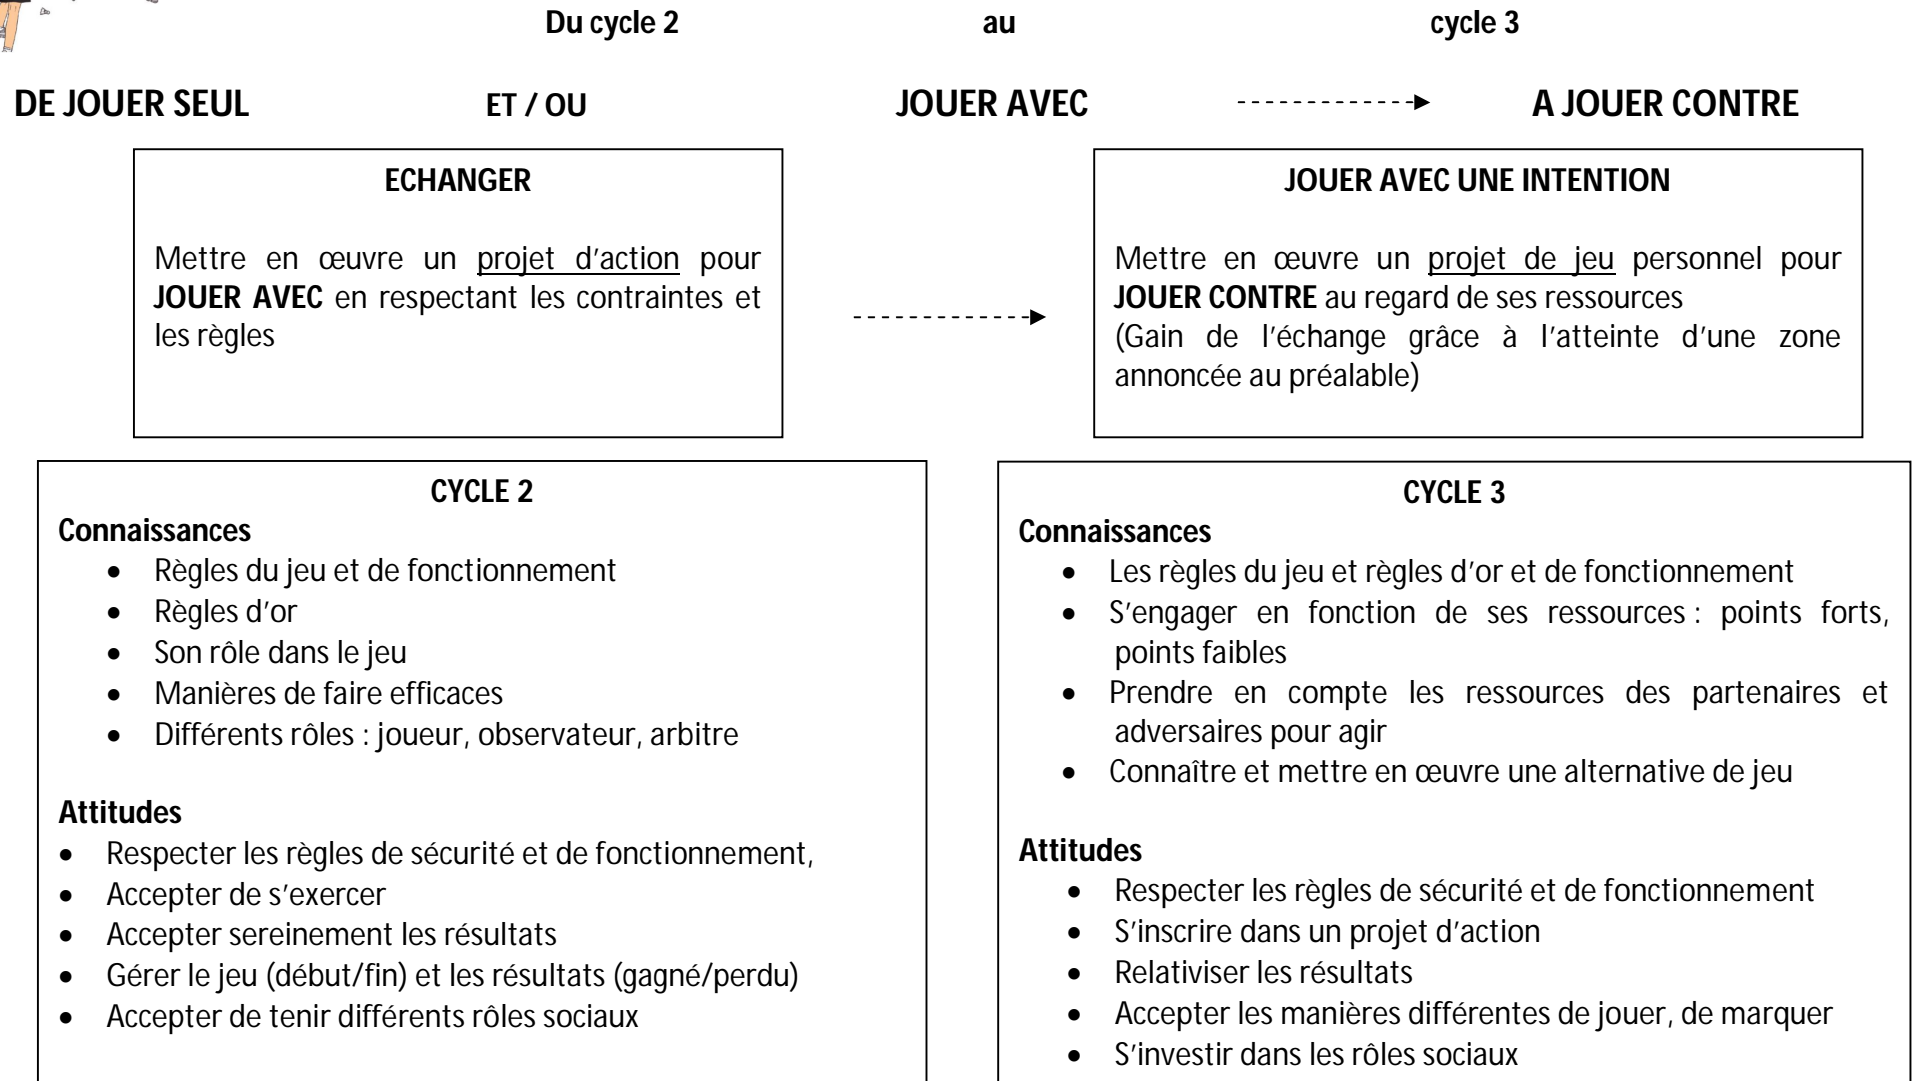 Du cycle 2 au cycle 3
DE JOUER SEUL ET / OU JOUER AVEC A JOUER CONTRE
ECHANGER
Mettre en œuvre un projet d'action pour
JOUER AVEC en respectant les contraintes et
les règles
JOUER AVEC UNE INTENTION
Mettre en œuvre un projet de jeu personnel pour
JOUER CONTRE au regard de ses ressources
(Gain de l'échange grâce à l'atteinte d'une zone
annoncée au préalable)
CYCLE 2
Connaissances
• Règles du jeu et de fonctionnement
• Règles d'or
• Son rôle dans le jeu
• Manières de faire efficaces
• Différents rôles : joueur, observateur, arbitre
Attitudes
• Respecter les règles de sécurité et de fonctionnement,
• Accepter de s'exercer
• Accepter sereinement les résultats
• Gérer le jeu (début/fin) et les résultats (gagné/perdu)
• Accepter de tenir différents rôles sociaux
CYCLE 3
Connaissances
• Les règles du jeu et règles d'or et de fonctionnement
• S'engager en fonction de ses ressources : points forts,
points faibles
• Prendre en compte les ressources des partenaires et
adversaires pour agir
• Connaître et mettre en œuvre une alternative de jeu
Attitudes
• Respecter les règles de sécurité et de fonctionnement
• S'inscrire dans un projet d'action
• Relativiser les résultats
• Accepter les manières différentes de jouer, de marquer
• S'investir dans les rôles sociaux